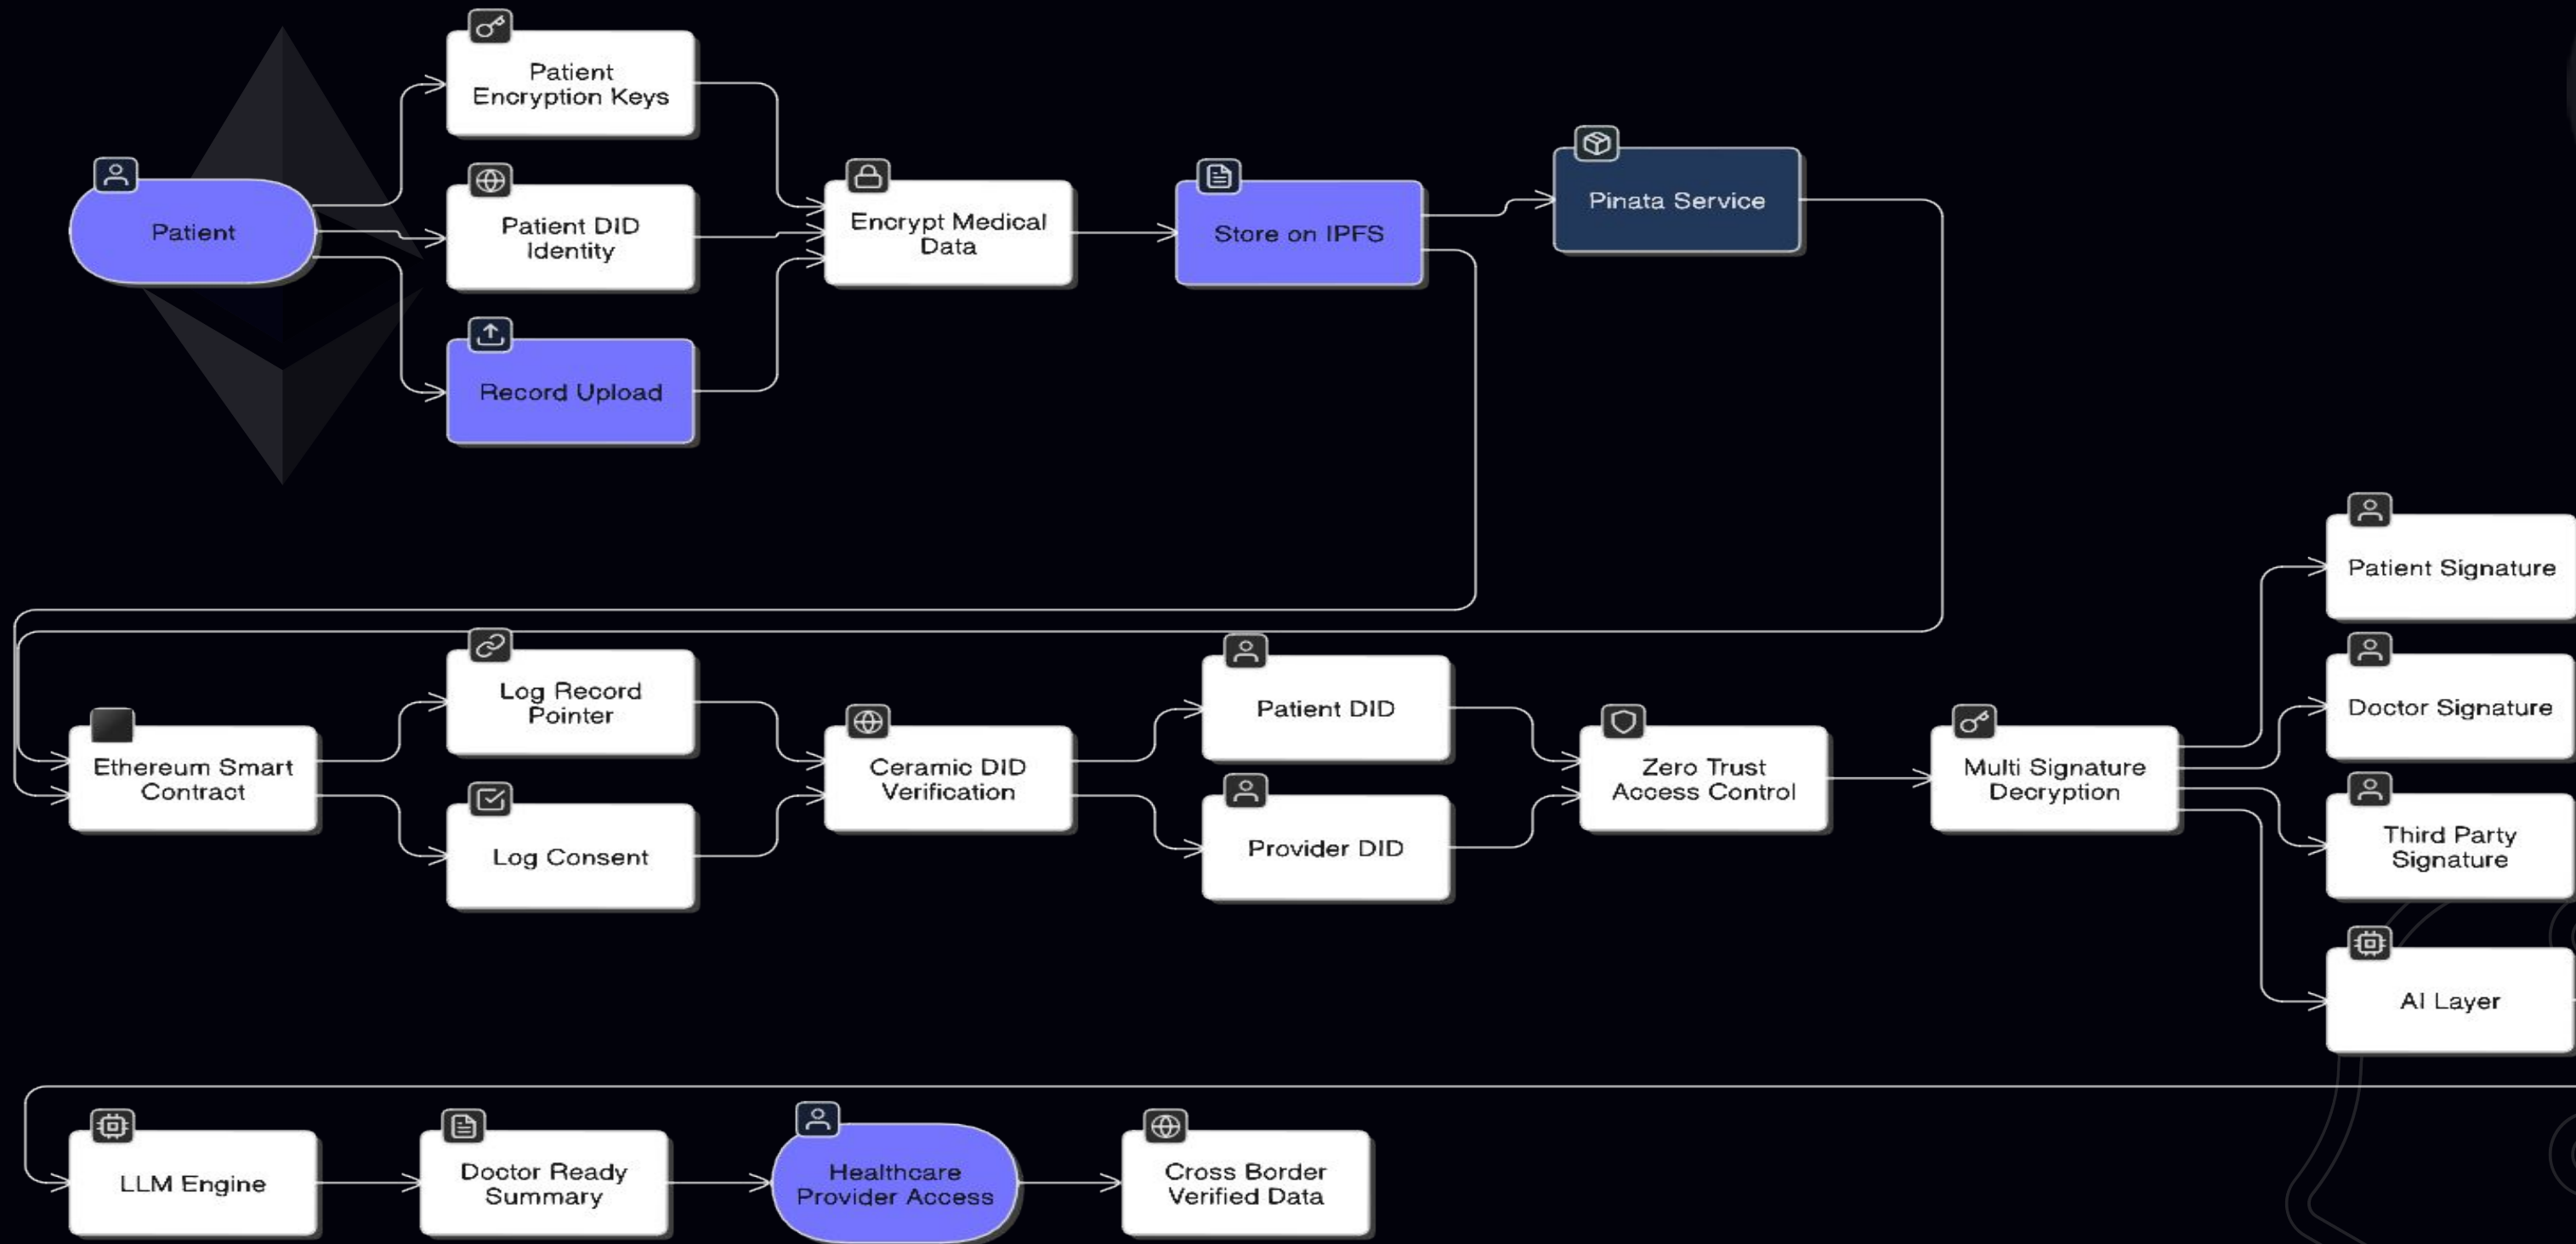 Patient
Encryption Keys
Patient
Patient DID
Identity
Record Upload
Encrypt Medical
Data
Store on IPFS
Pinata Service
Ethereum Smart
Contract
Log Record
Pointer
Log Consent
Ceramic DID
Verification
Patient DID
Provider DID
Zero Trust
Access Control
Multi Signature
Decryption
Patient Signature
Doctor Signature
Third Party
Signature
AI Layer
LLM Engine
Doctor Ready
Summary
Healthcare
Provider Access
Cross Border
Verified Data